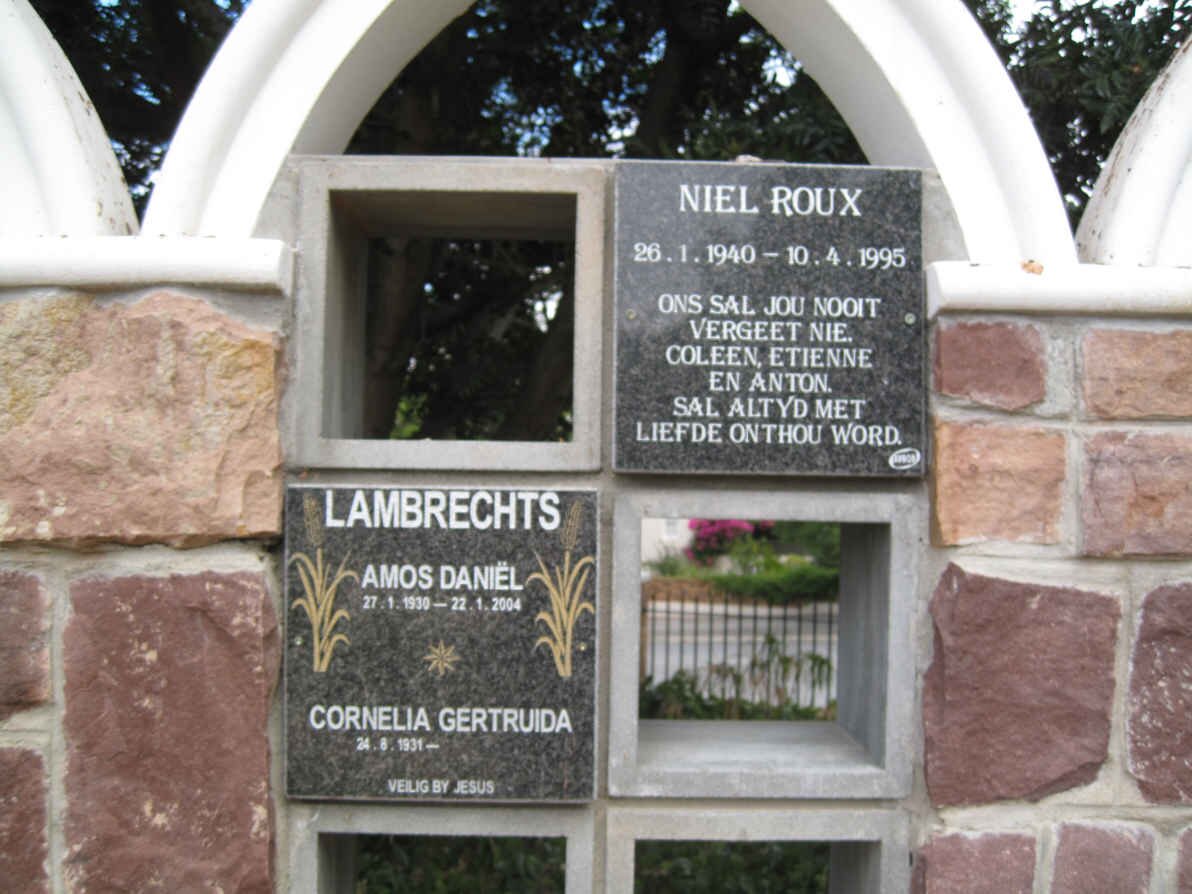 NIEL ROUX
26 . 1 . 1940 – 10 . 4 . 1995
ONS SAL JOU NOOIT
VERGEET NIE.
COLEEN, ETIENNE
EN ANTON.
SAL ALTYD MET
LIEFDE ONTHOU WORD.
LAMBRECHTS
AMOS DANIËL
27 . 1 . 1930 — 22 . 1 . 2004
CORNELIA GERTRUIDA
24 . 8 . 1931 —
VEILIG BY JESUS